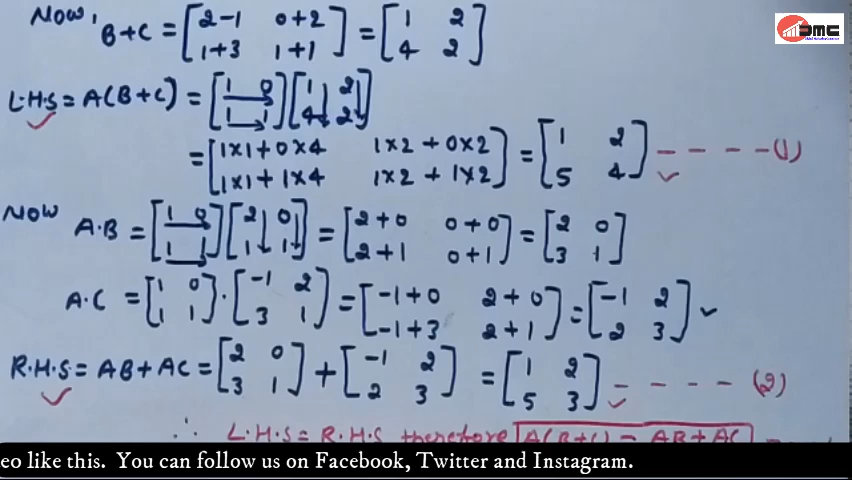 DMC
Now, B+C = [2-1 0+2 / 1+3 1+1] = [1 2 / 4 2]
L.H.S = A(B+C) = [1 0 / 1 1] [1 2 / 4 2]
= [1×1+0×4 1×2+0×2 / 1×1+1×4 1×2+1×2] = [1 2 / 5 4] ---- (1)
Now A·B = [1 0 / 1 1] [2 0 / 1 1] = [2+0 0+0 / 2+1 0+1] = [2 0 / 3 1]
A·C = [1 0 / 1 1] · [-1 2 / 3 1] = [-1+0 2+0 / -1+3 2+1] = [-1 2 / 2 3]
R.H.S = AB + AC = [2 0 / 3 1] + [-1 2 / 2 3] = [1 2 / 5 3] ---- (2)
∴ L.H.S = R.H.S therefore A(B+C) = AB + AC
eo like this. You can follow us on Facebook, Twitter and Instagram.